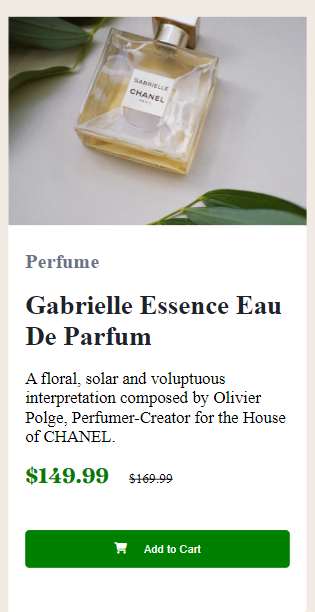 GABRIELLE
CHANEL
PARIS
Perfume
Gabrielle Essence Eau
De Parfum
A floral, solar and voluptuous
interpretation composed by Olivier
Polge, Perfumer-Creator for the House
of CHANEL.
$149.99 $169.99
Add to Cart